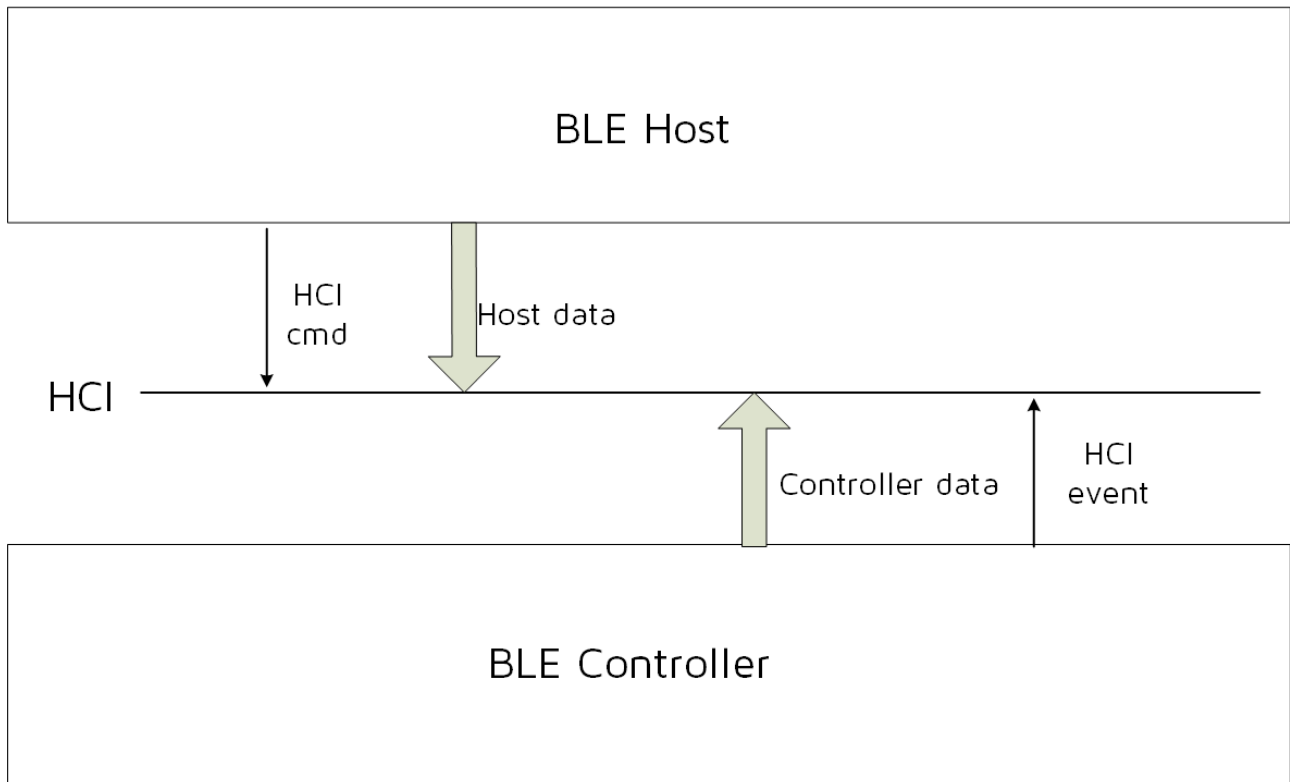 BLE Host
HCI
cmd
Host data
HCI
Controller data
HCI
event
BLE Controller